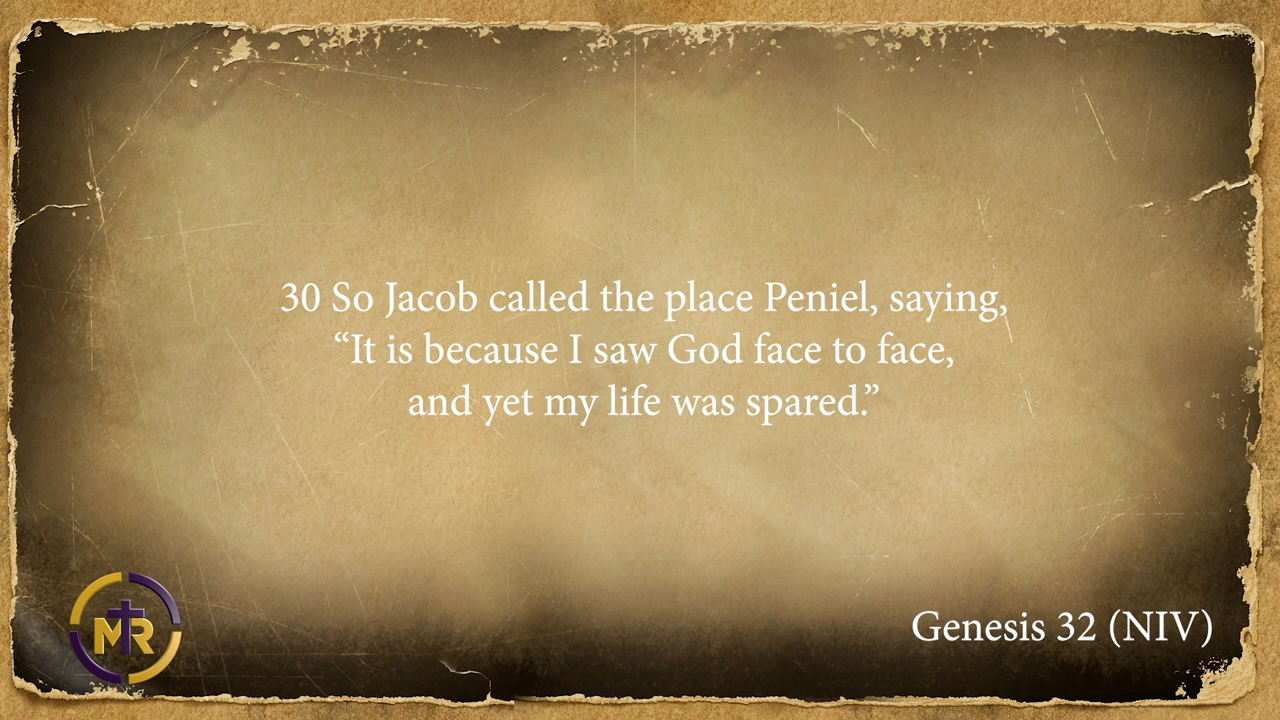 30 So Jacob called the place Peniel, saying,
“It is because I saw God face to face,
and yet my life was spared.”
Genesis 32 (NIV)
MR